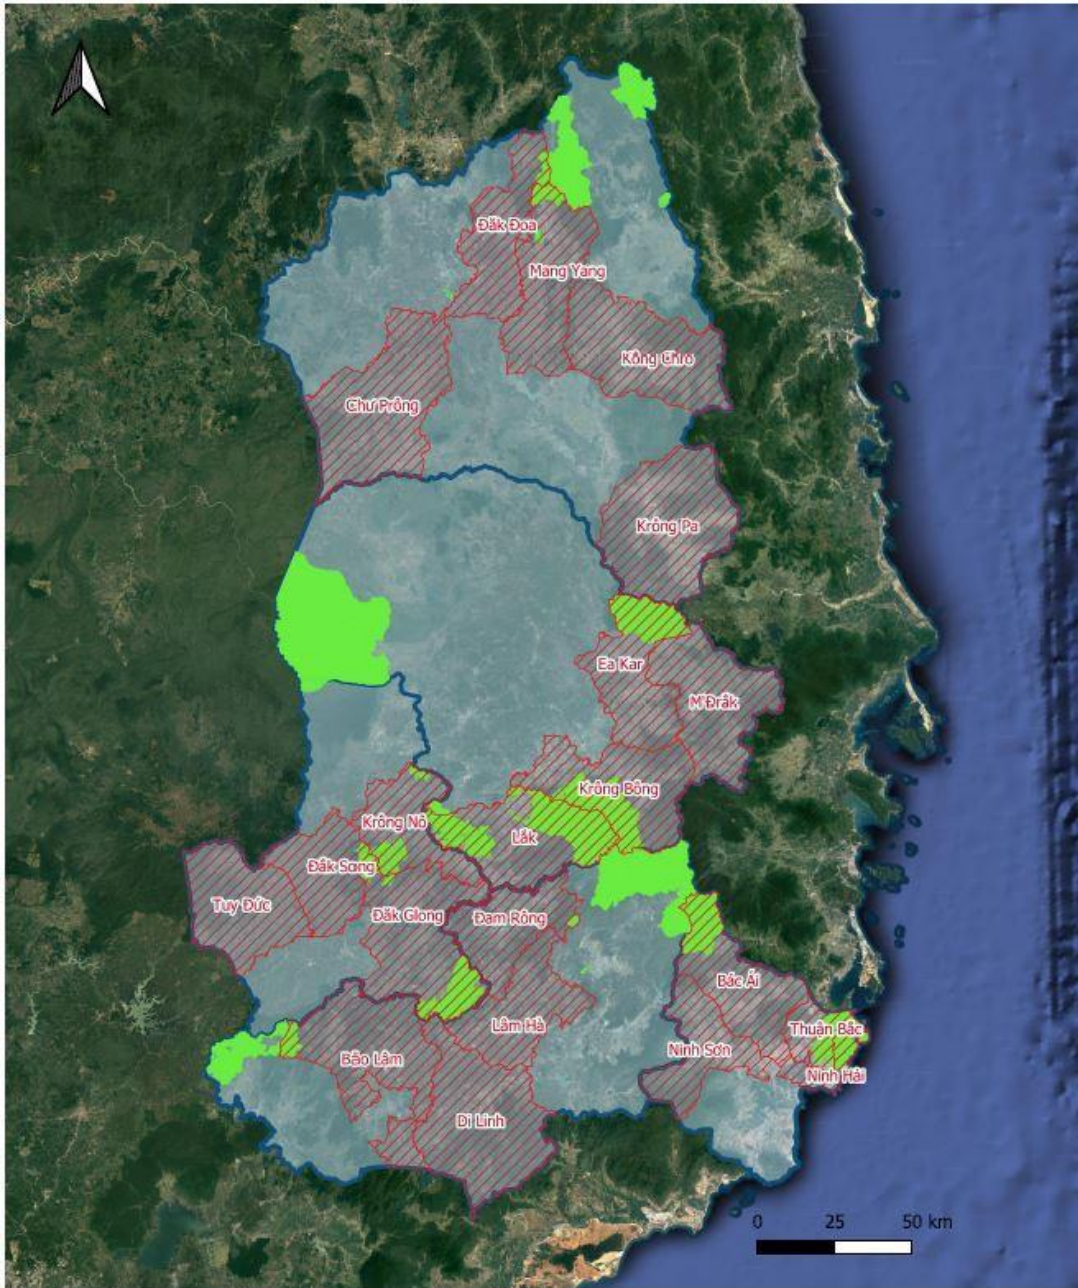 Đăk Đoa
Mang Yang
Kông Chro
Chư Prông
Krông Pa
Ea Kar
M'Đrăk
Krông Bông
Krông Nô
Lắk
Đăk Song
Tuy Đức
Đăk Glong
Đam Rông
Bác Ái
Lâm Hà
Thuận Bắc
Ninh Sơn
Bảo Lâm
Ninh Hải
Di Linh
0 25 50 km